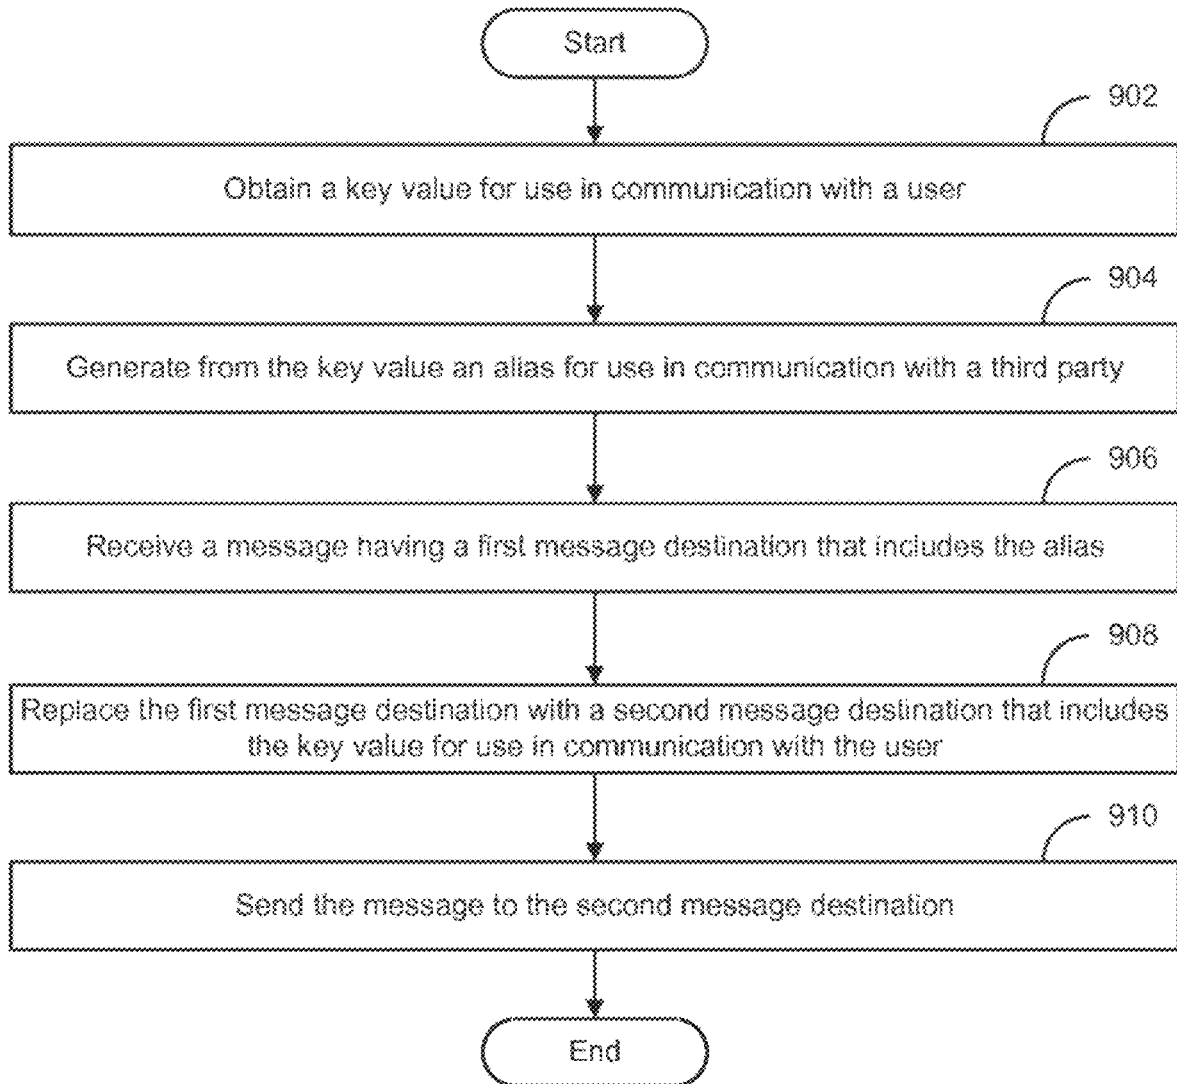 Start
902
Obtain a key value for use in communication with a user
904
Generate from the key value an alias for use in communication with a third party
906
Receive a message having a first message destination that includes the alias
908
Replace the first message destination with a second message destination that includes
the key value for use in communication with the user
910
Send the message to the second message destination
End